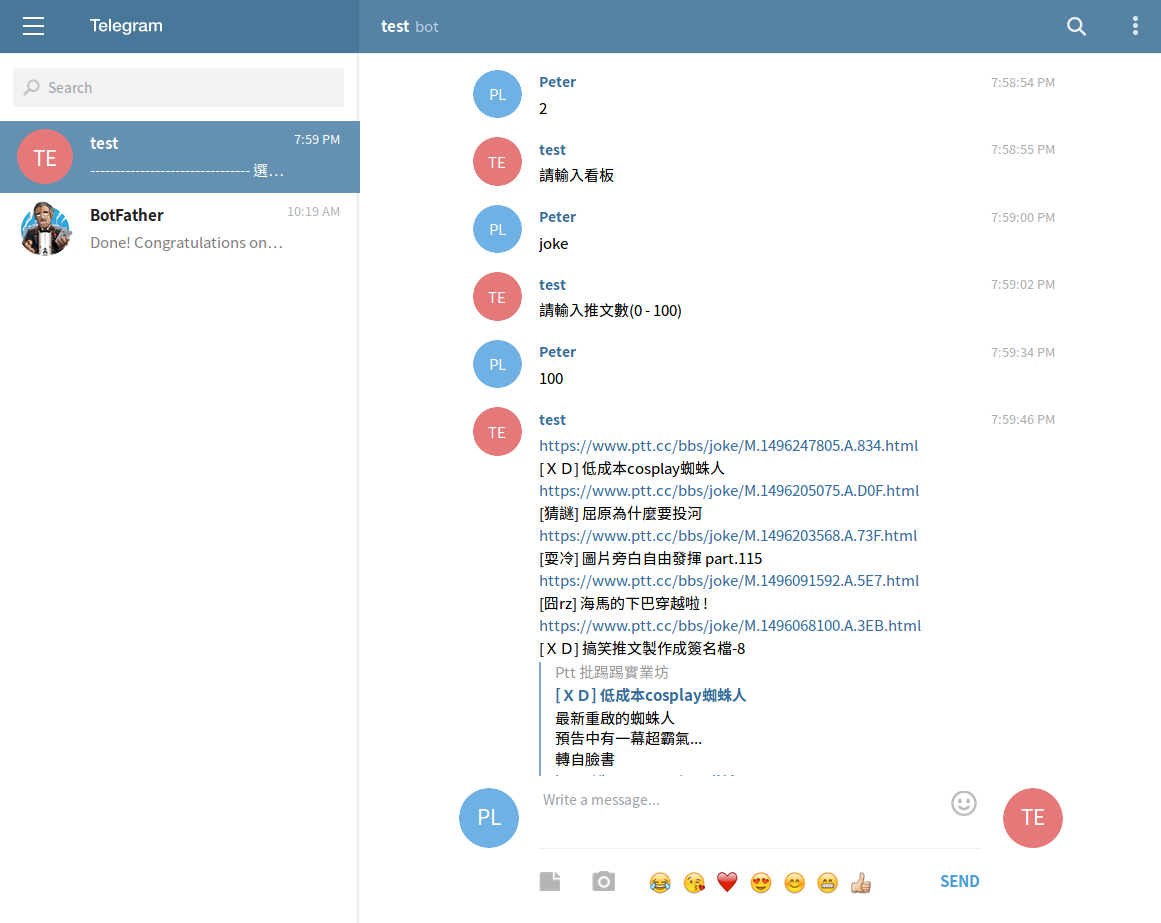 Telegram
test bot
Search
TE
test
7:59 PM
-------------------------------- 選…
BotFather
10:19 AM
Done! Congratulations on…
PL
Peter
7:58:54 PM
2
TE
test
7:58:55 PM
請輸入看板
PL
Peter
7:59:00 PM
joke
TE
test
7:59:02 PM
請輸入推文數(0 - 100)
PL
Peter
7:59:34 PM
100
TE
test
7:59:46 PM
https://www.ptt.cc/bbs/joke/M.1496247805.A.834.html
[ＸＤ] 低成本cosplay蜘蛛人
https://www.ptt.cc/bbs/joke/M.1496205075.A.D0F.html
[猜謎] 屈原為什麼要投河
https://www.ptt.cc/bbs/joke/M.1496203568.A.73F.html
[耍冷] 圖片旁白自由發揮 part.115
https://www.ptt.cc/bbs/joke/M.1496091592.A.5E7.html
[囧rz] 海馬的下巴穿越啦！
https://www.ptt.cc/bbs/joke/M.1496068100.A.3EB.html
[ＸＤ] 搞笑推文製作成簽名檔-8
Ptt 批踢踢實業坊
[ＸＤ] 低成本cosplay蜘蛛人
最新重啟的蜘蛛人
預告中有一幕超霸氣...
轉自臉書
PL
Write a message...
TE
SEND